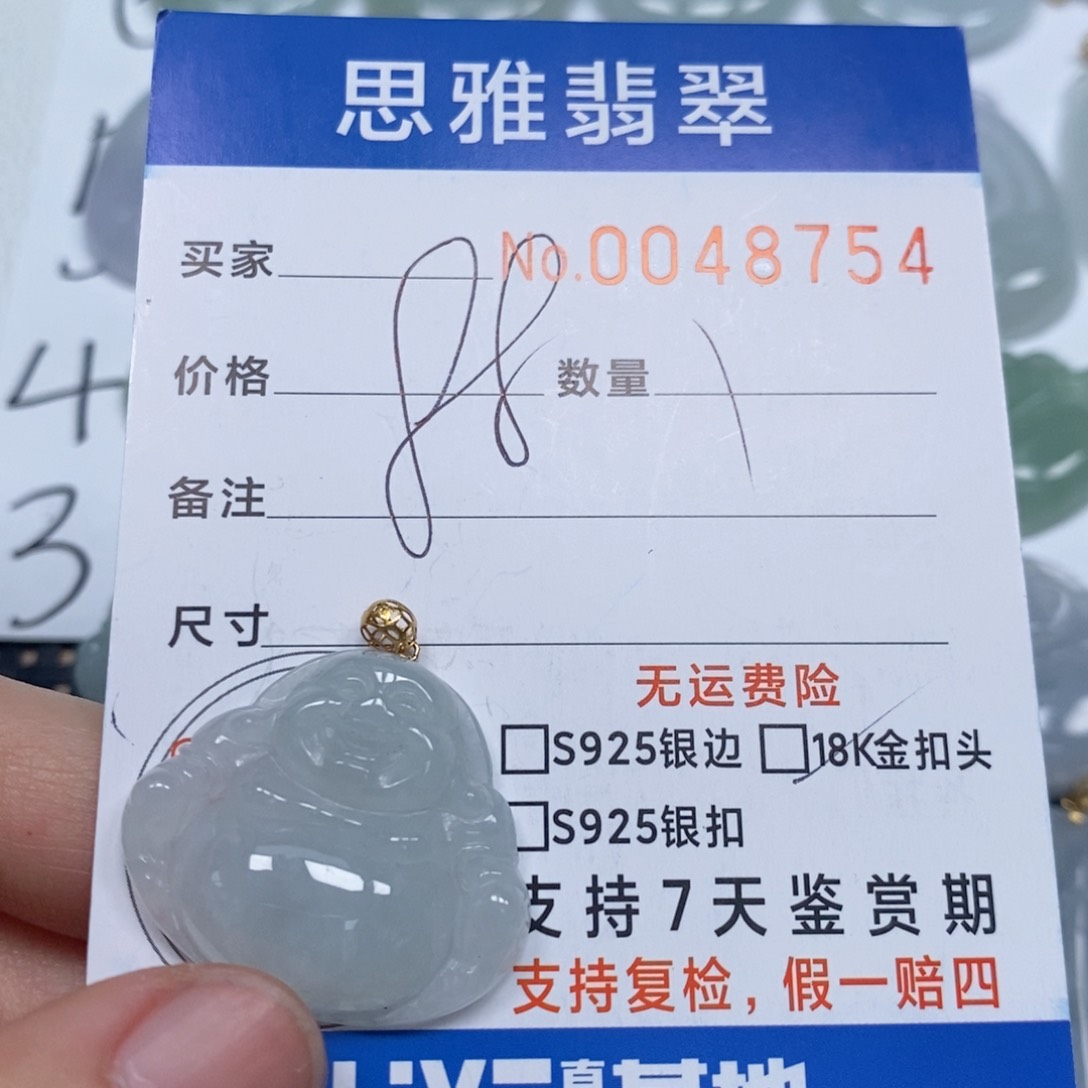 思雅翡翠
买家 No.0048754
价格 88 数量 1
备注
尺寸
无运费险
S925银边 18K金扣头
S925银扣
支持7天鉴赏期
支持复检，假一赔四
4
3